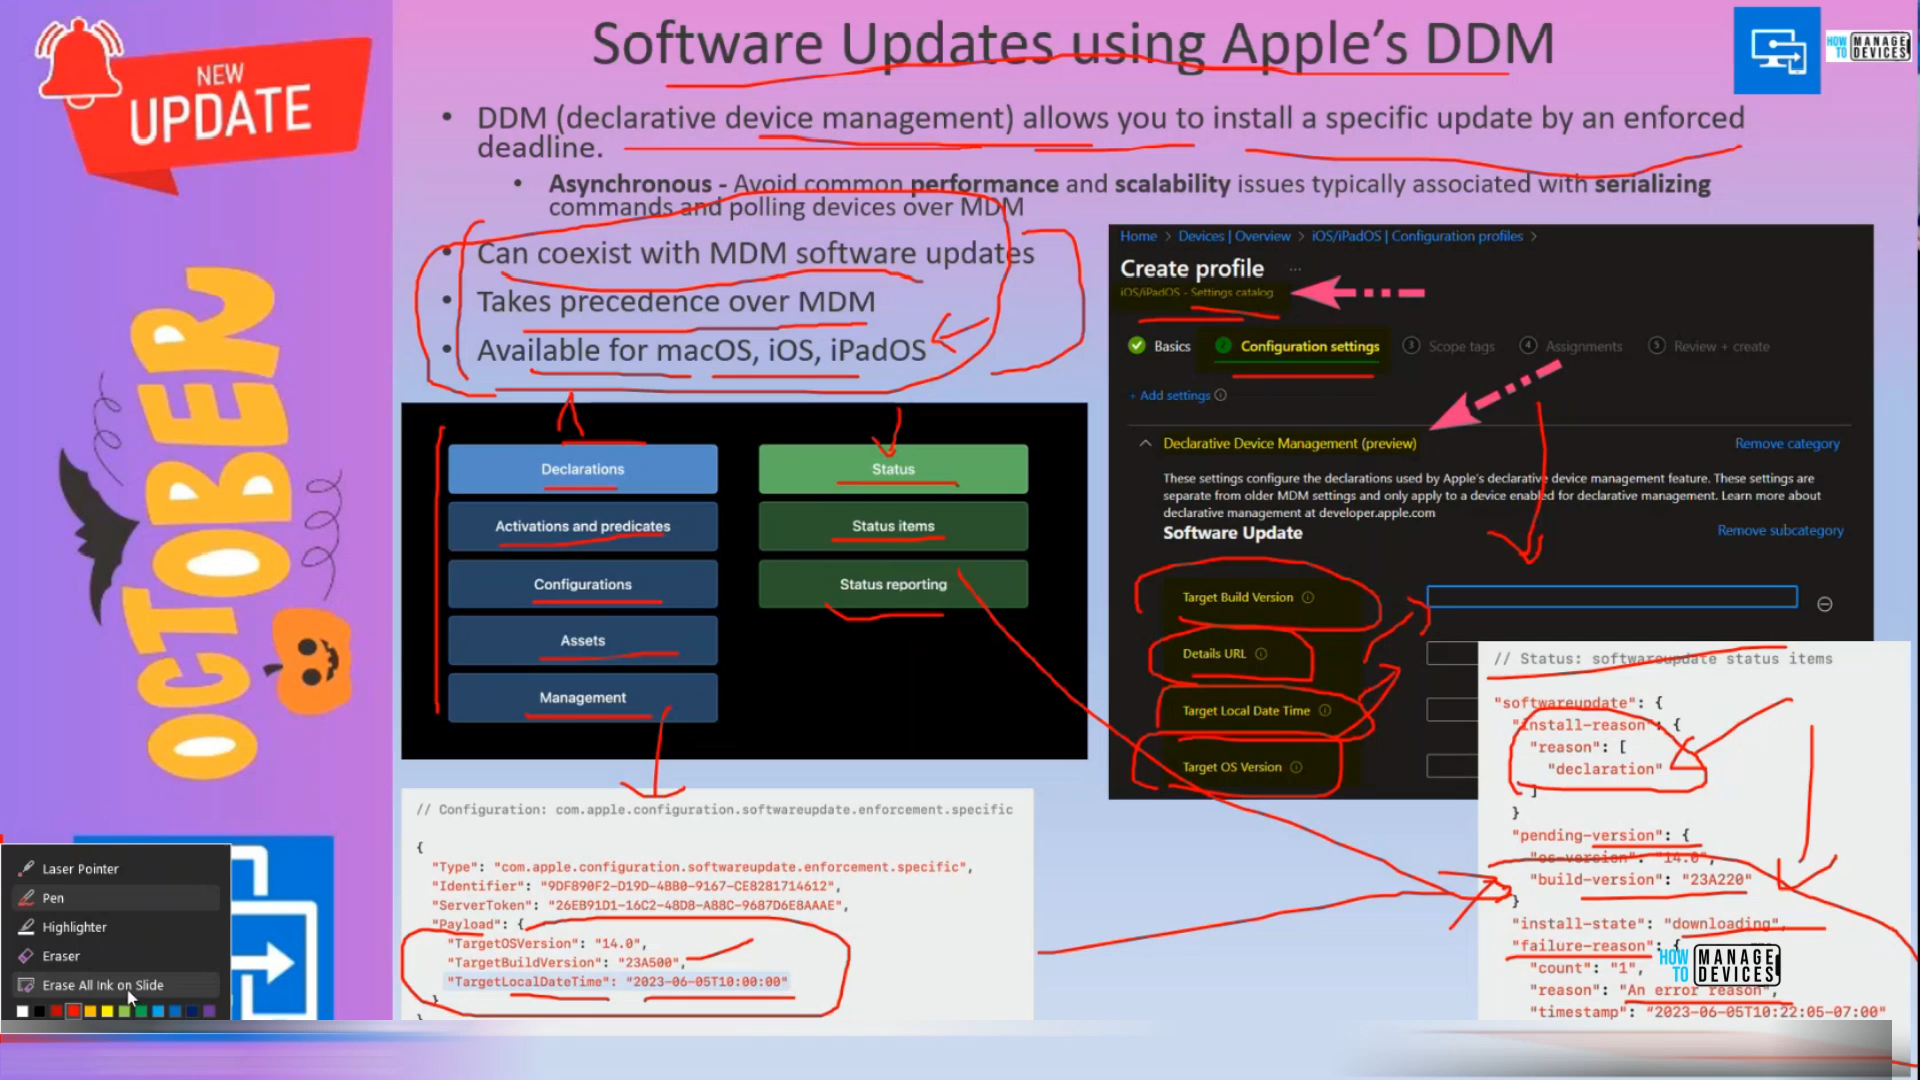 NEW
UPDATE
OCTOBER
Software Updates using Apple's DDM
HOW TO MANAGE DEVICES
• DDM (declarative device management) allows you to install a specific update by an enforced
deadline.
• Asynchronous - Avoid common performance and scalability issues typically associated with serializing
commands and polling devices over MDM
• Can coexist with MDM software updates
• Takes precedence over MDM
• Available for macOS, iOS, iPadOS
Declarations
Activations and predicates
Configurations
Assets
Management
Status
Status items
Status reporting
Home > Devices | Overview > iOS/iPadOS | Configuration profiles >
Create profile ...
iOS/iPadOS - Settings catalog
Basics
Configuration settings
3 Scope tags
4 Assignments
5 Review + create
+ Add settings
Declarative Device Management (preview)
Remove category
These settings configure the declarations used by Apple's declarative device management feature. These settings are
separate from older MDM settings and only apply to a device enabled for declarative management. Learn more about
declarative management at developer.apple.com
Software Update
Remove subcategory
Target Build Version
Details URL
Target Local Date Time
Target OS Version
// Configuration: com.apple.configuration.softwareupdate.enforcement.specific
{
"Type": "com.apple.configuration.softwareupdate.enforcement.specific",
"Identifier": "9DF890F2-D19D-4BB0-9167-CE8281714612",
"ServerToken": "26EB91D1-16C2-48D8-A88C-9687D6E8AAAE",
"Payload": {
"TargetOSVersion": "14.0",
"TargetBuildVersion": "23A500",
"TargetLocalDateTime": "2023-06-05T10:00:00"
}
}
// Status: softwareupdate status items
"softwareupdate": {
"install-reason": {
"reason": [
"declaration"
]
}
"pending-version": {
"os-version": "14.0",
"build-version": "23A220"
}
"install-state": "downloading",
"failure-reason": {
"count": "1",
"reason": "An error reason",
"timestamp": "2023-06-05T10:22:05-07:00"
HOW TO MANAGE DEVICES
Laser Pointer
Pen
Highlighter
Eraser
Erase All Ink on Slide